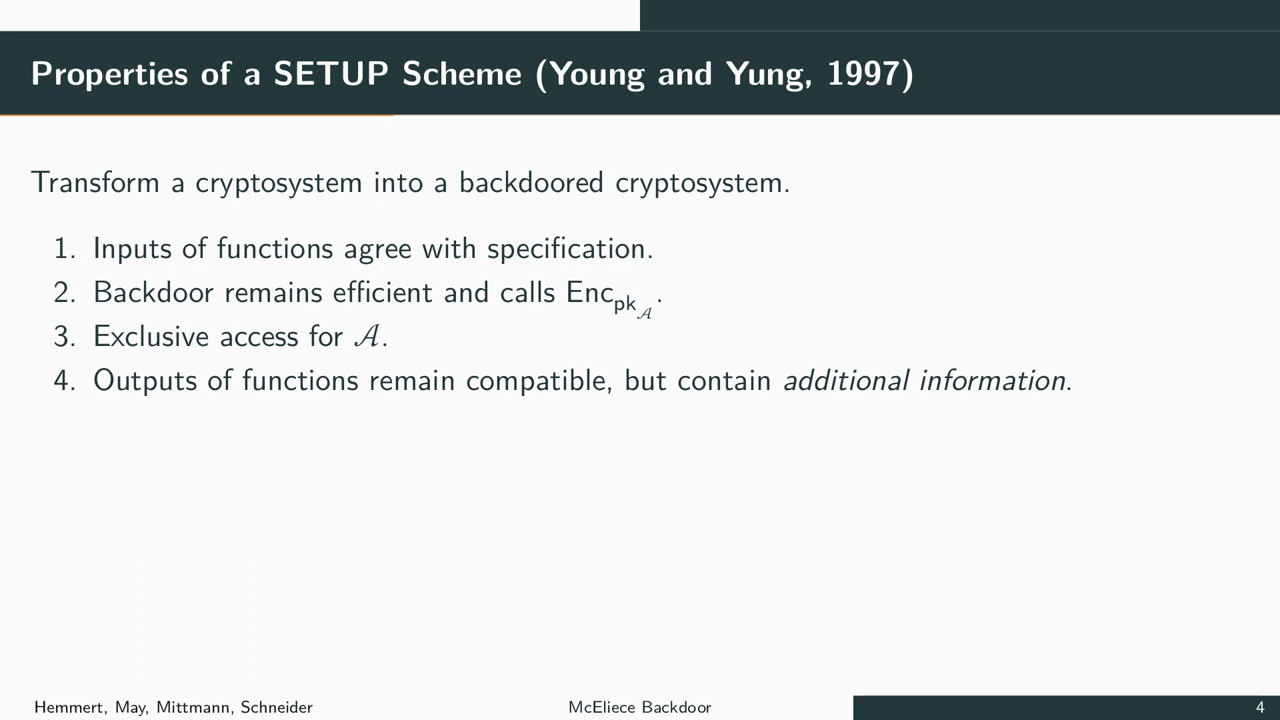 Properties of a SETUP Scheme (Young and Yung, 1997)
Transform a cryptosystem into a backdoored cryptosystem.
1. Inputs of functions agree with specification.
2. Backdoor remains efficient and calls Enc_{pk_𝒜}.
3. Exclusive access for 𝒜.
4. Outputs of functions remain compatible, but contain additional information.
Hemmert, May, Mittmann, Schneider McEliece Backdoor 4